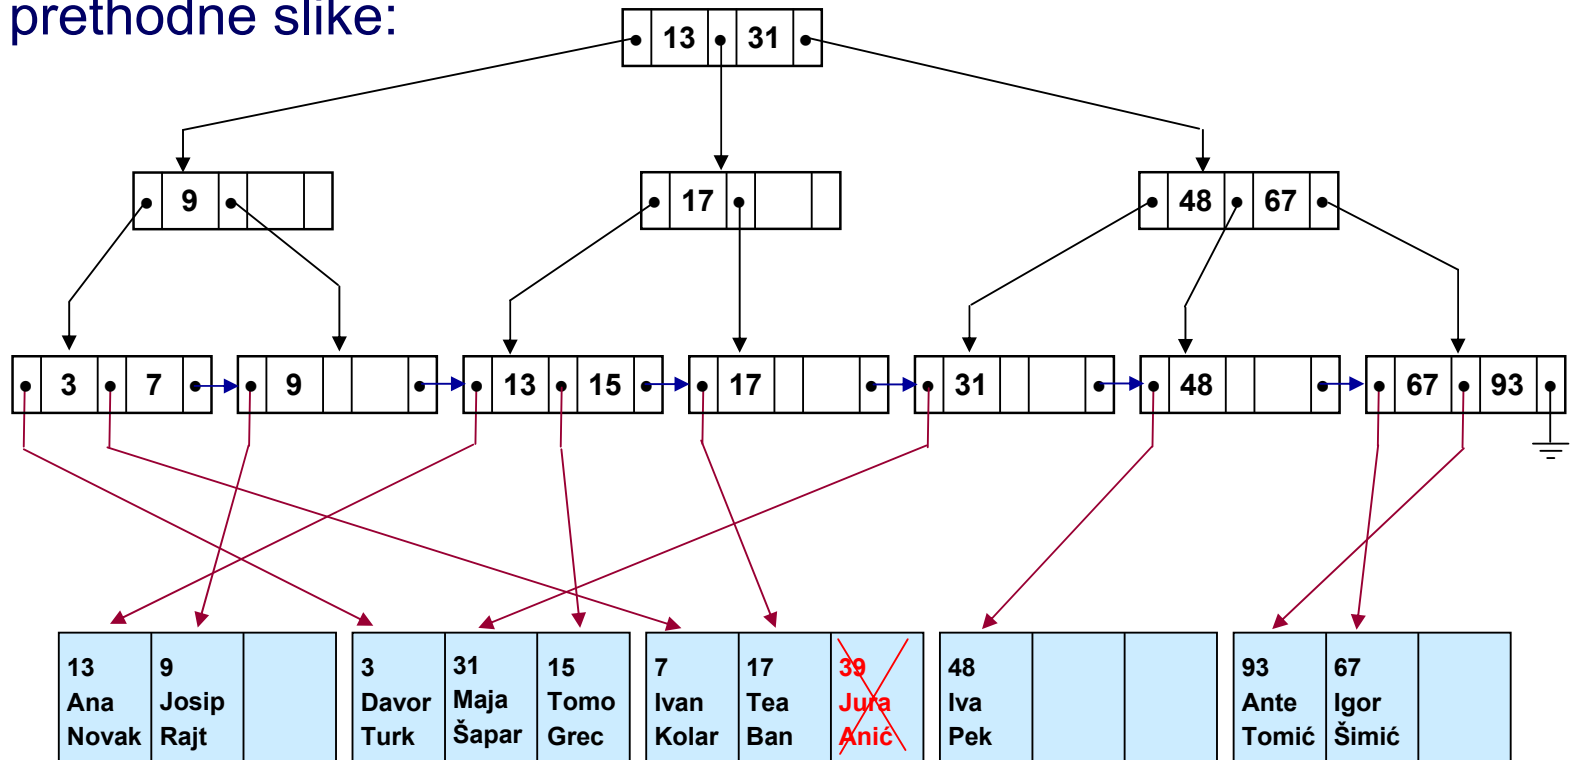 prethodne slike:
13 31
9
17
48 67
3 7
9
13 15
17
31
48
67 93
13
Ana
Novak
9
Josip
Rajt
3
Davor
Turk
31
Maja
Šapar
15
Tomo
Grec
7
Ivan
Kolar
17
Tea
Ban
39
Jura
Anić
48
Iva
Pek
93
Ante
Tomić
67
Igor
Šimić